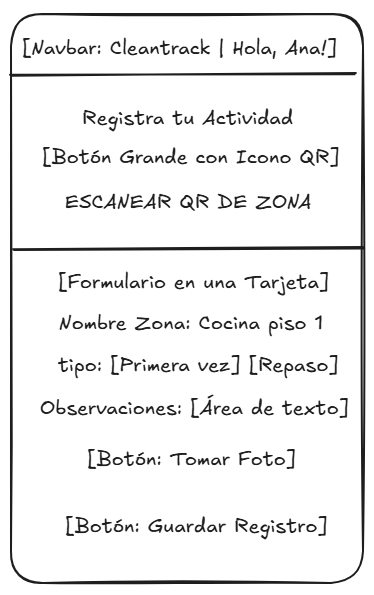 [Navbar: Cleantrack | Hola, Ana!]
Registra tu Actividad
[Botón Grande con Icono QR]
ESCANEAR QR DE ZONA
[Formulario en una Tarjeta]
Nombre Zona: Cocina piso 1
tipo: [Primera vez] [Repaso]
Observaciones: [Área de texto]
[Botón: Tomar Foto]
[Botón: Guardar Registro]